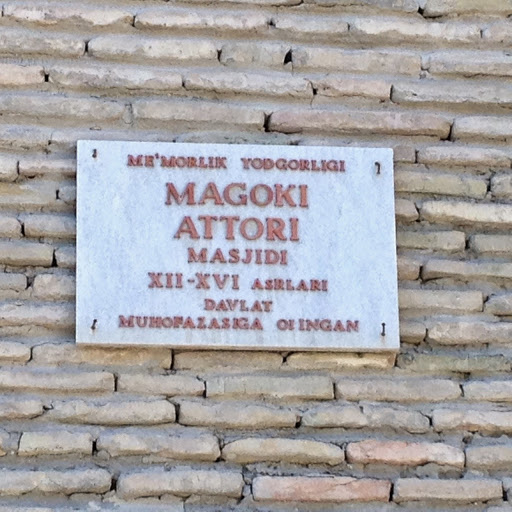 ME'MORLIK YODGORLIGI
MAGOKI
ATTORI
MASJIDI
XII-XVI ASRLARI
DAVLAT
MUHOFAZASIGA OLINGAN